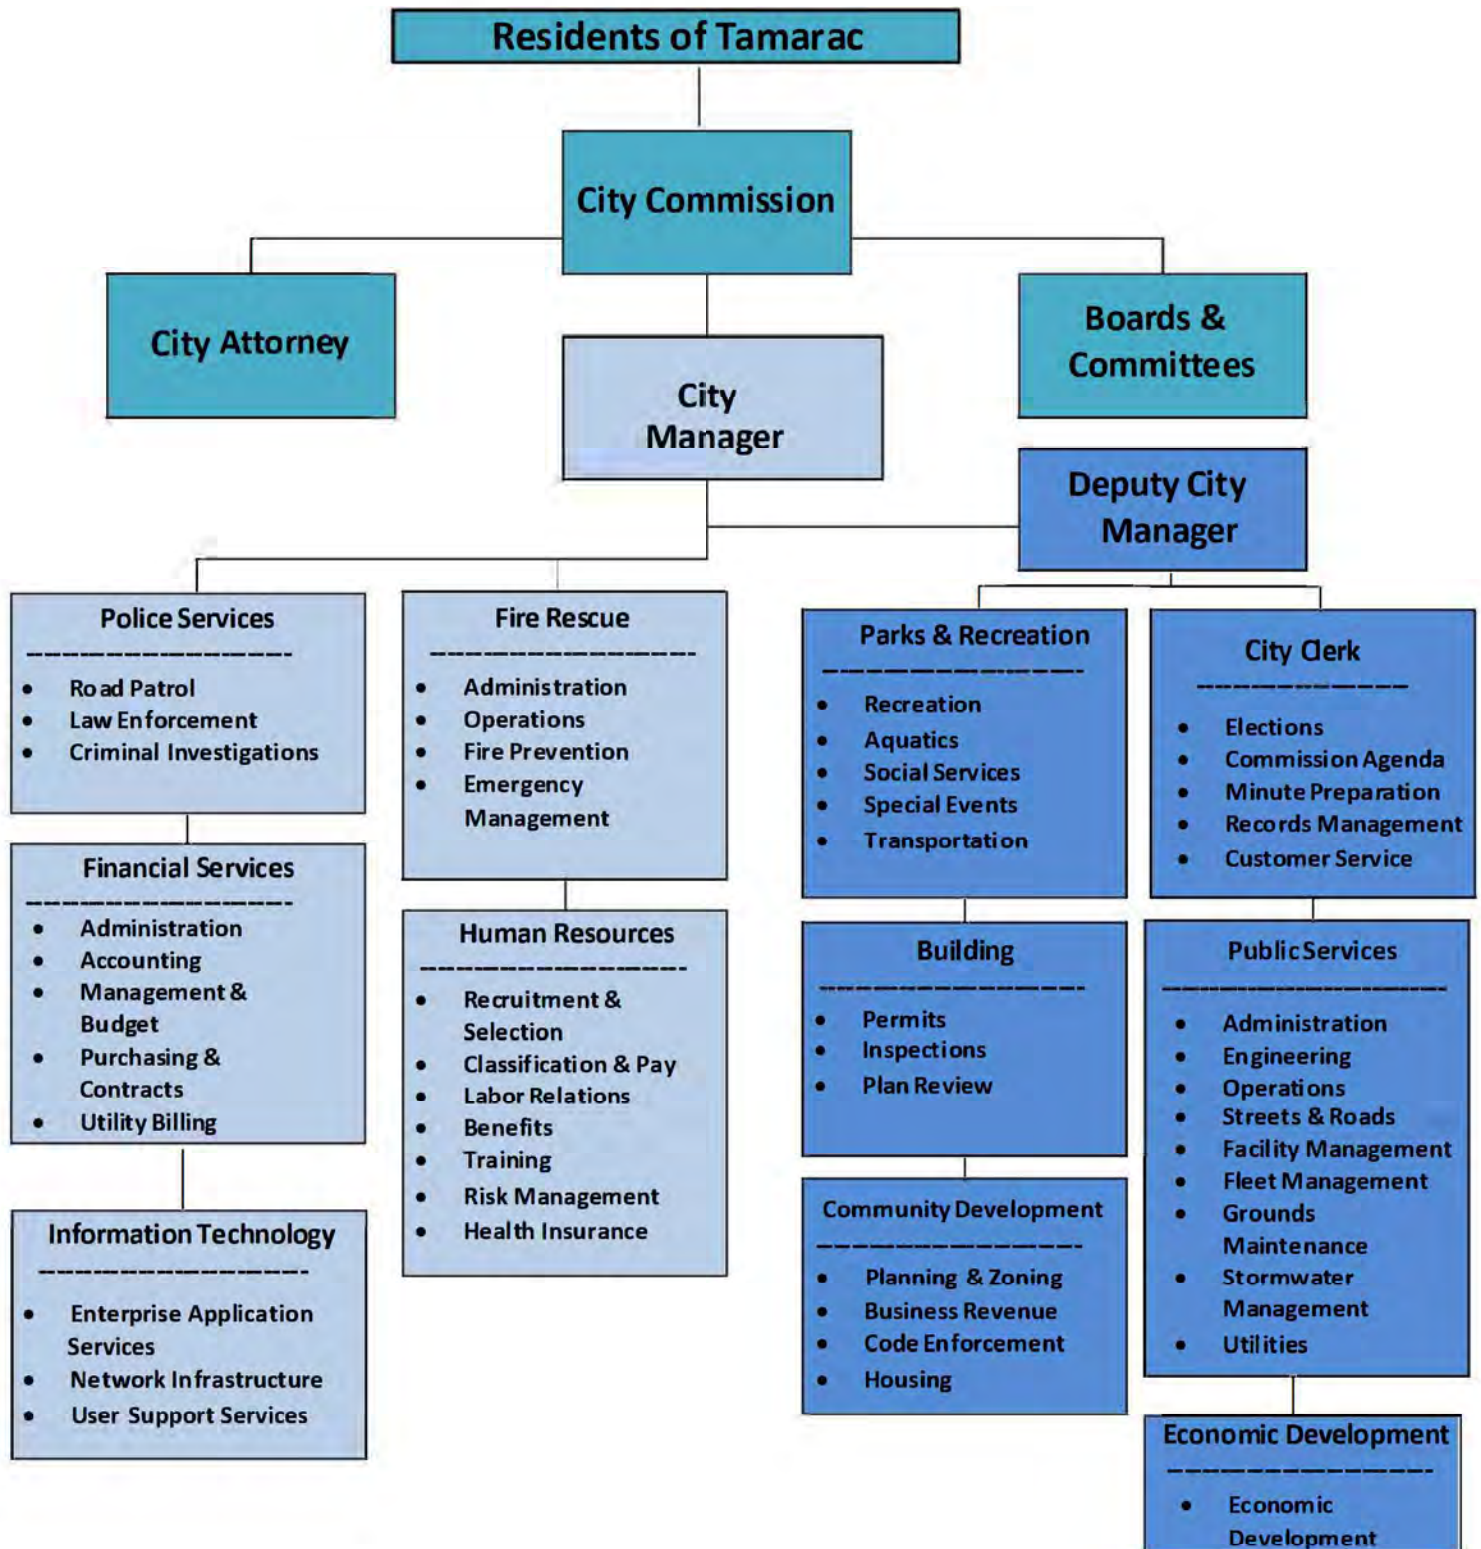 Residents of Tamarac
City Commission
City Attorney
Boards &
Committees
City
Manager
Deputy City
Manager
Police Services
------------------------
• Road Patrol
• Law Enforcement
• Criminal Investigations
Fire Rescue
------------------------
• Administration
• Operations
• Fire Prevention
• Emergency
Management
Parks & Recreation
------------------------
• Recreation
• Aquatics
• Social Services
• Special Events
• Transportation
City Clerk
-------------------
• Elections
• Commission Agenda
• Minute Preparation
• Records Management
• Customer Service
Financial Services
------------------------
• Administration
• Accounting
• Management &
Budget
• Purchasing &
Contracts
• Utility Billing
Human Resources
------------------------
• Recruitment &
Selection
• Classification & Pay
• Labor Relations
• Benefits
• Training
• Risk Management
• Health Insurance
Building
------------------------
• Permits
• Inspections
• Plan Review
Public Services
------------------------
• Administration
• Engineering
• Operations
• Streets & Roads
• Facility Management
• Fleet Management
• Grounds
Maintenance
• Stormwater
Management
• Utilities
Information Technology
------------------------
• Enterprise Application
Services
• Network Infrastructure
• User Support Services
Community Development
------------------------
• Planning & Zoning
• Business Revenue
• Code Enforcement
• Housing
Economic Development
------------------------
• Economic
Development